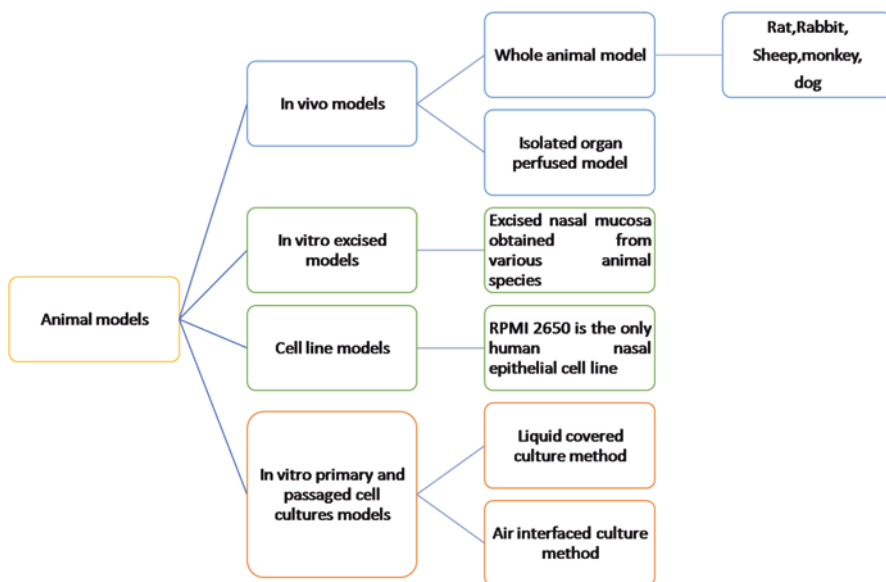 Animal models
In vivo models
Whole animal model
Rat,Rabbit,
Sheep,monkey,
dog
Isolated organ
perfused model
In vitro excised
models
Excised nasal mucosa
obtained from
various animal
species
Cell line models
RPMI 2650 is the only
human nasal
epithelial cell line
In vitro primary and
passaged cell
cultures models
Liquid covered
culture method
Air interfaced culture
method